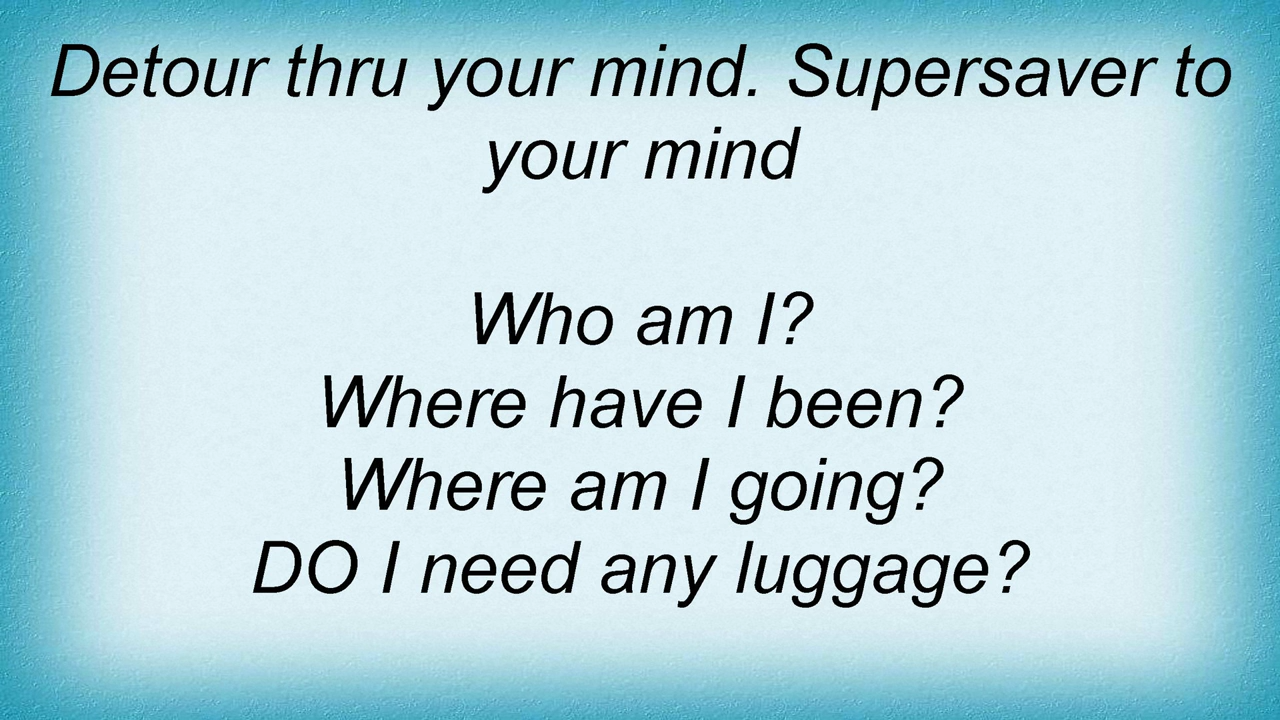 Detour thru your mind. Supersaver to
your mind
Who am I?
Where have I been?
Where am I going?
DO I need any luggage?